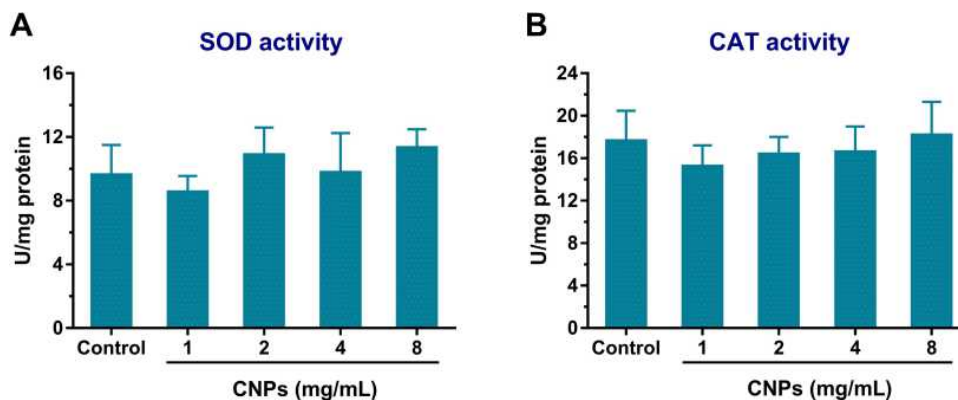 A
SOD activity
U/mg protein
16
12
8
4
0
Control 1 2 4 8
CNPs (mg/mL)
B
CAT activity
U/mg protein
24
20
16
12
8
4
0
Control 1 2 4 8
CNPs (mg/mL)